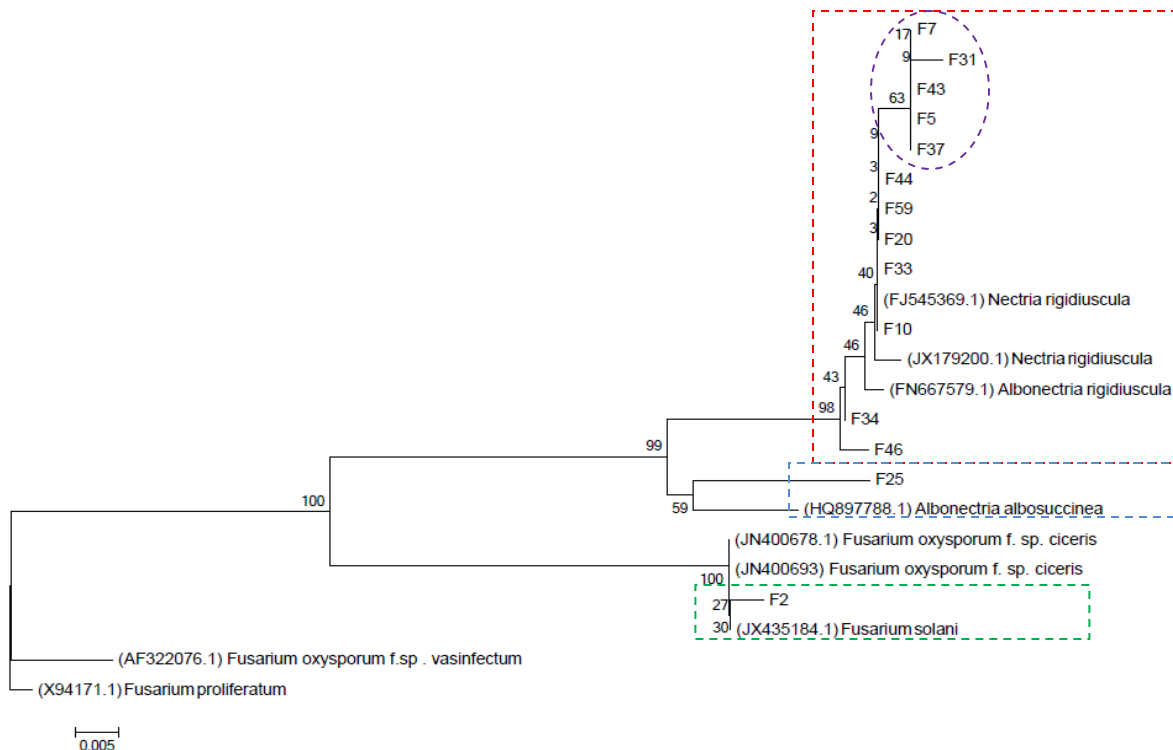 F7
17
9
F31
F43
63
F5
9
F37
3
F44
2
F59
3
F20
F33
40
(FJ545369.1) Nectria rigidiuscula
46
F10
46
(JX179200.1) Nectria rigidiuscula
43
(FN667579.1) Albonectria rigidiuscula
98
F34
99
F46
F25
59
(HQ897788.1) Albonectria albosuccinea
100
(JN400678.1) Fusarium oxysporum f. sp. ciceris
(JN400693) Fusarium oxysporum f. sp. ciceris
100
F2
27
30
(JX435184.1) Fusarium solani
(AF322076.1) Fusarium oxysporum f.sp . vasinfectum
(X94171.1) Fusarium proliferatum
0.005